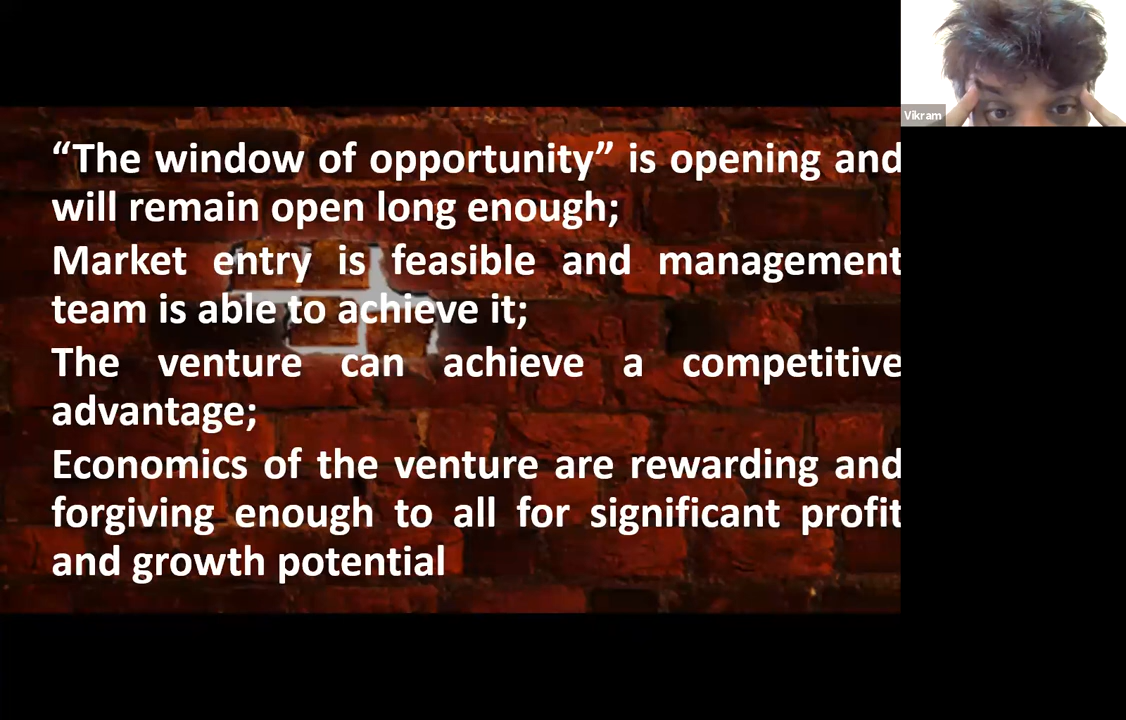 “The window of opportunity” is opening and
will remain open long enough;
Market entry is feasible and management
team is able to achieve it;
The venture can achieve a competitive
advantage;
Economics of the venture are rewarding and
forgiving enough to all for significant profit
and growth potential
Vikram